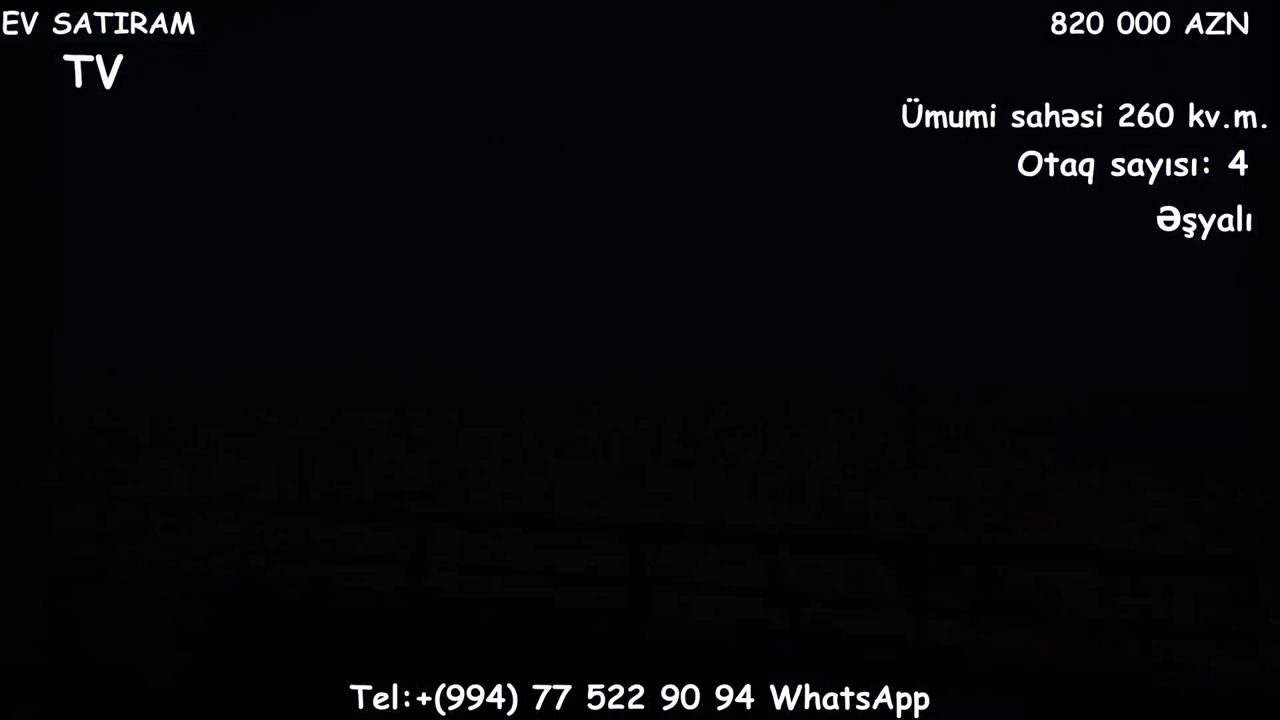 EV SATIRAM
TV
820 000 AZN
Ümumi sahəsi 260 kv.m.
Otaq sayısı: 4
Əşyalı
Tel:+(994) 77 522 90 94 WhatsApp